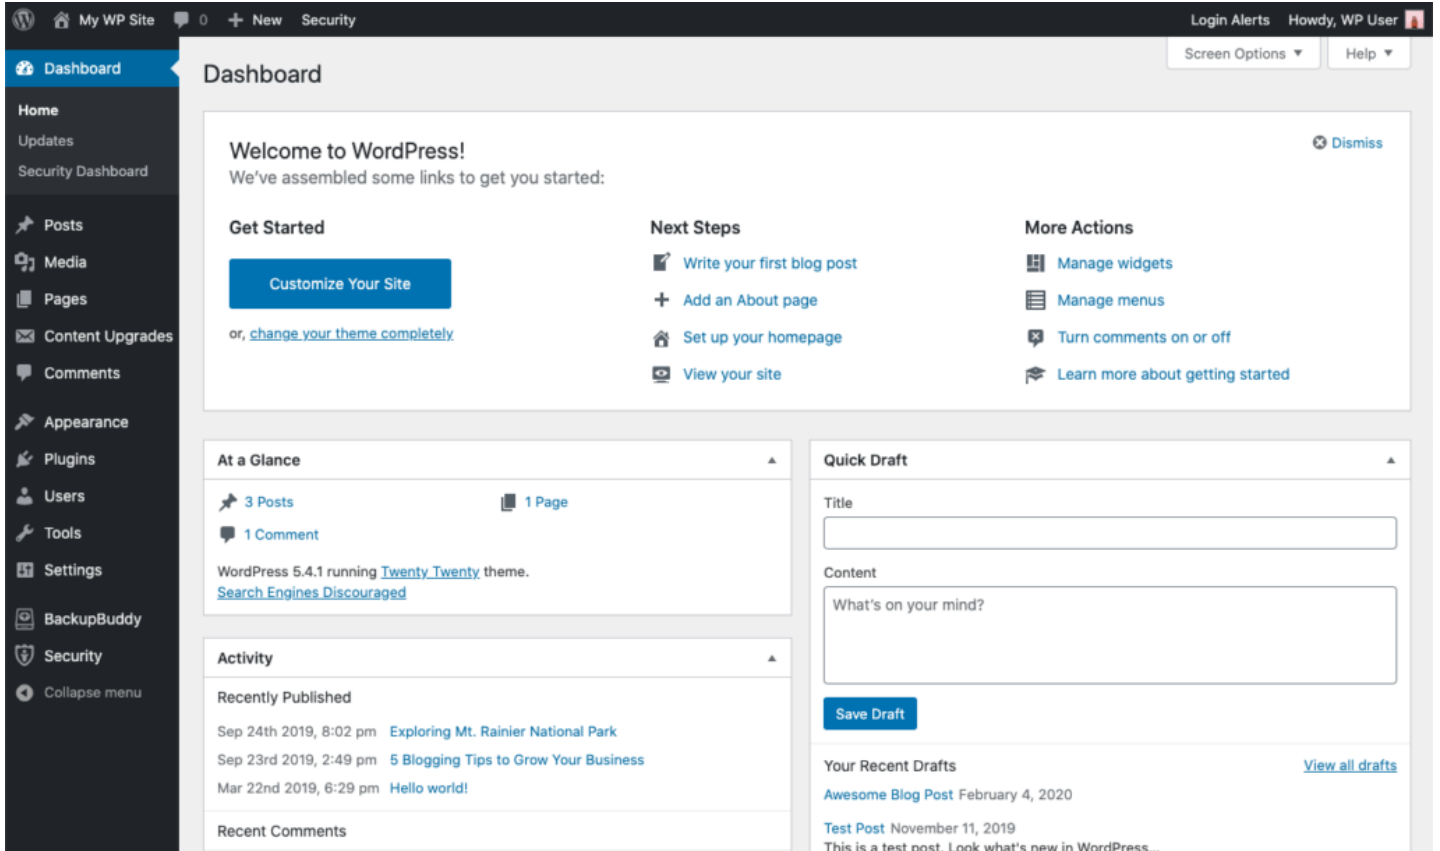 My WP Site 0 New Security Login Alerts Howdy, WP User
Screen Options Help
Dashboard
Home
Updates
Security Dashboard
Posts
Media
Pages
Content Upgrades
Comments
Appearance
Plugins
Users
Tools
Settings
BackupBuddy
Security
Collapse menu
Dashboard
Welcome to WordPress!
Dismiss
We've assembled some links to get you started:
Get Started
Customize Your Site
or, change your theme completely
Next Steps
Write your first blog post
Add an About page
Set up your homepage
View your site
More Actions
Manage widgets
Manage menus
Turn comments on or off
Learn more about getting started
At a Glance
3 Posts 1 Page
1 Comment
WordPress 5.4.1 running Twenty Twenty theme.
Search Engines Discouraged
Activity
Recently Published
Sep 24th 2019, 8:02 pm Exploring Mt. Rainier National Park
Sep 23rd 2019, 2:49 pm 5 Blogging Tips to Grow Your Business
Mar 22nd 2019, 6:29 pm Hello world!
Recent Comments
Quick Draft
Title
Content
What's on your mind?
Save Draft
Your Recent Drafts View all drafts
Awesome Blog Post February 4, 2020
Test Post November 11, 2019
This is a test post. Look what's new in WordPress...